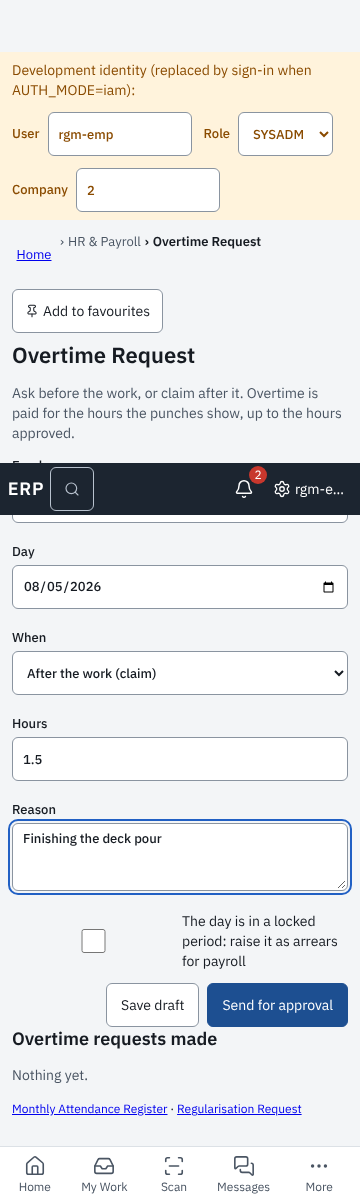 Development identity (replaced by sign-in when
AUTH_MODE=iam):
User rgm-emp Role SYSADM
Company 2
Home › HR & Payroll › Overtime Request
Add to favourites
Overtime Request
Ask before the work, or claim after it. Overtime is
paid for the hours the punches show, up to the hours
approved.
ERP 2 rgm-e...
Day
08/05/2026
When
After the work (claim)
Hours
1.5
Reason
Finishing the deck pour
The day is in a locked
period: raise it as arrears
for payroll
Save draft Send for approval
Overtime requests made
Nothing yet.
Monthly Attendance Register · Regularisation Request
Home My Work Scan Messages More